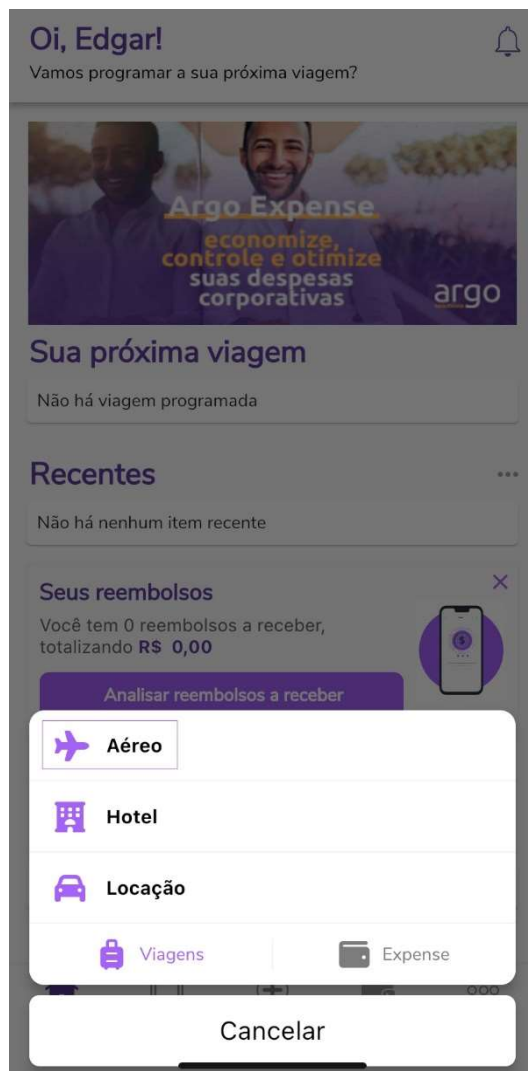 Oi, Edgar!
Vamos programar a sua próxima viagem?
Argo Expense
economize,
controle e otimize
suas despesas
corporativas
argo
Sua próxima viagem
Não há viagem programada
Recentes
Não há nenhum item recente
Seus reembolsos
Você tem 0 reembolsos a receber,
totalizando R$ 0,00
Analisar reembolsos a receber
Aéreo
Hotel
Locação
Viagens
Expense
Cancelar